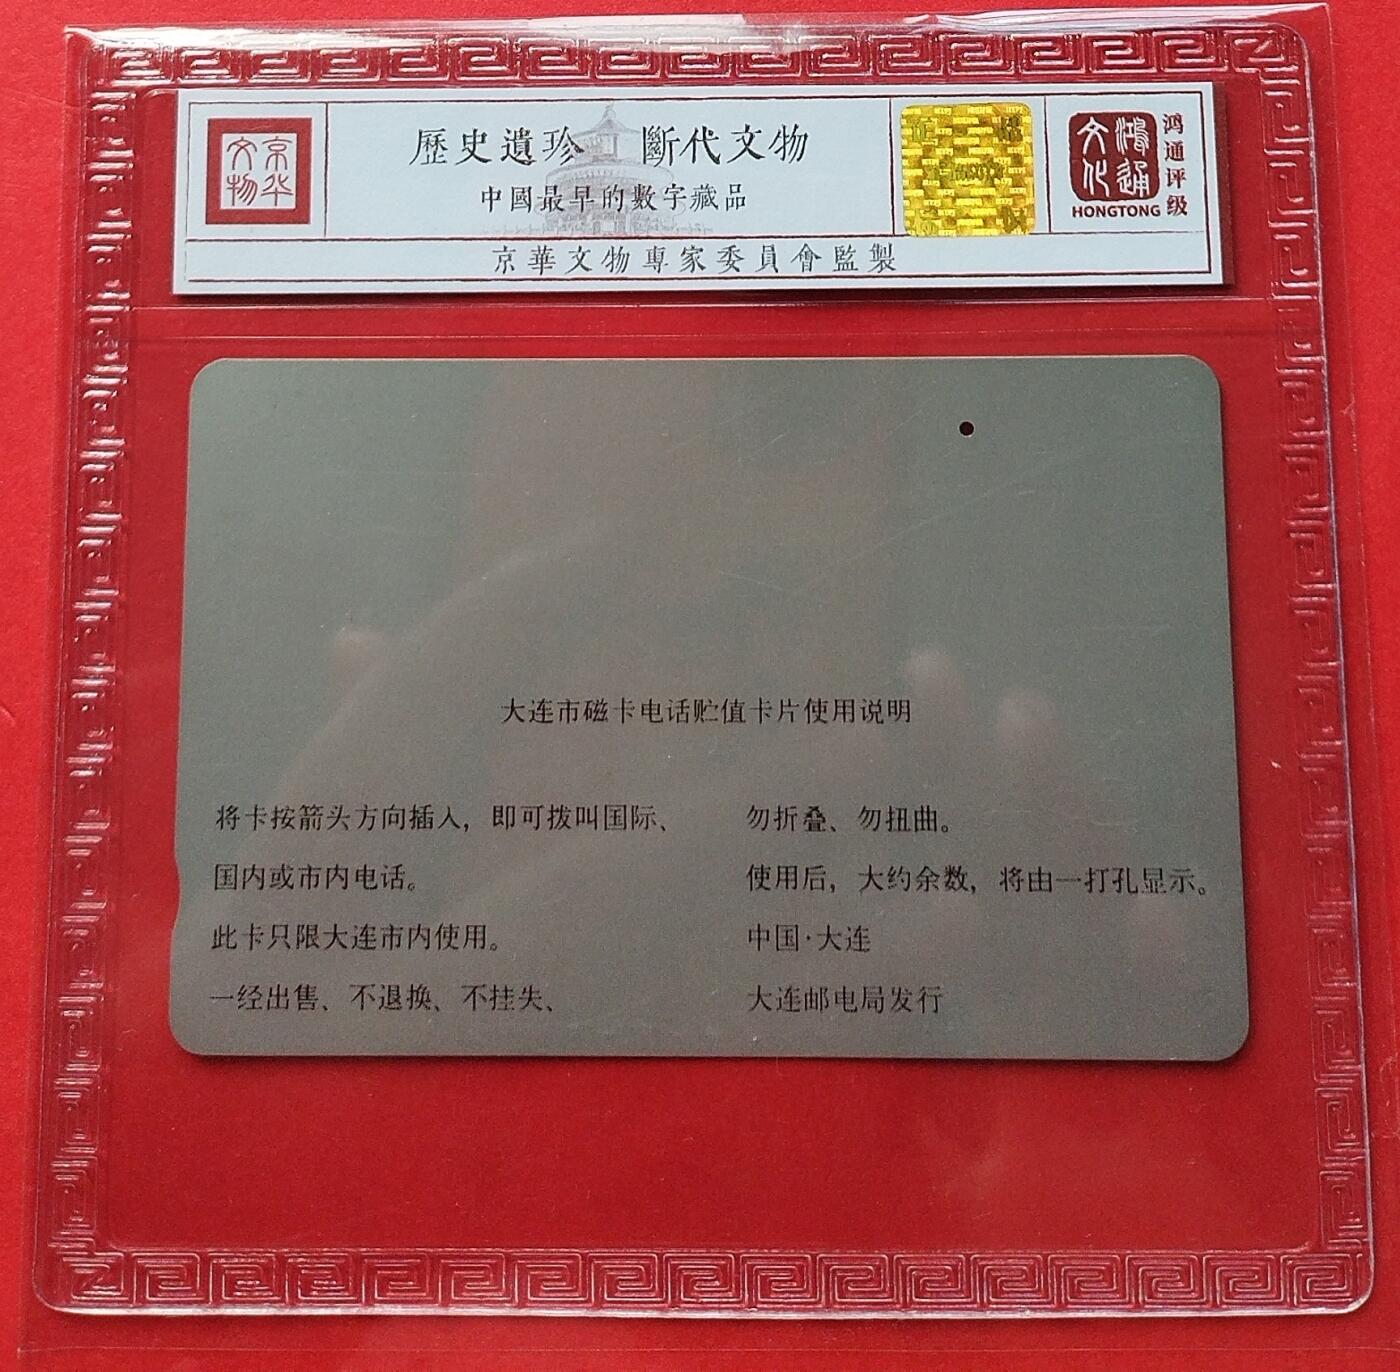 京华
文物
歷史遺珍 斷代文物
中國最早的數字藏品
京華文物專家委員會監製
鴻通
文化
HONGTONG
鸿通评级
大连市磁卡电话贮值卡片使用说明
将卡按箭头方向插入，即可拨叫国际、
国内或市内电话。
此卡只限大连市内使用。
一经出售、不退换、不挂失、
勿折叠、勿扭曲。
使用后，大约余数，将由一打孔显示。
中国·大连
大连邮电局发行